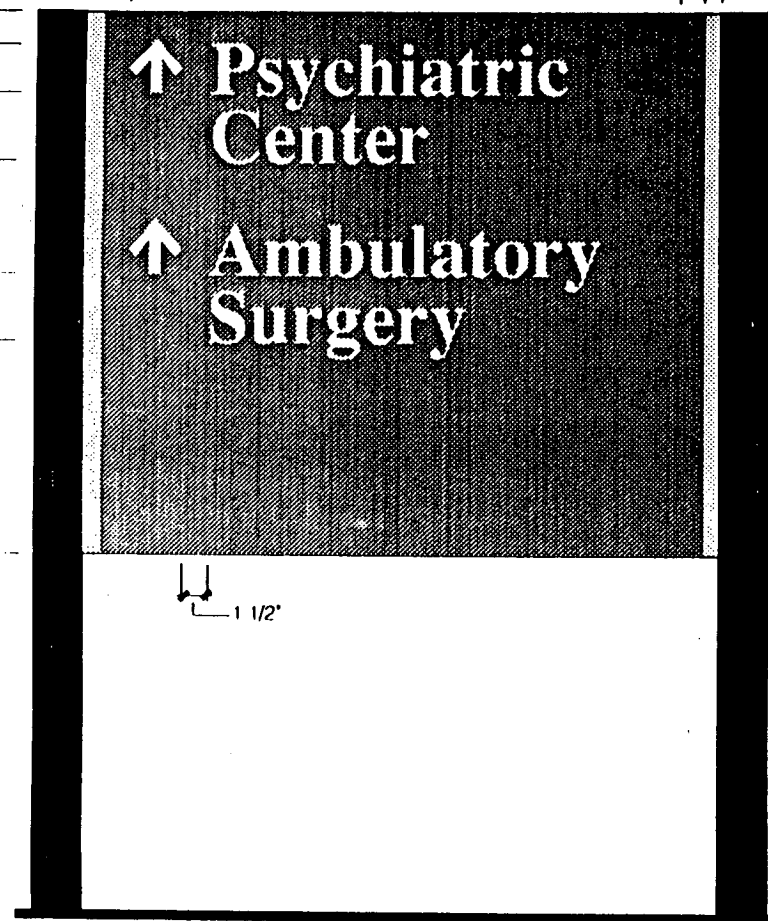 ↑ Psychiatric
Center
↑ Ambulatory
Surgery
1 1/2"